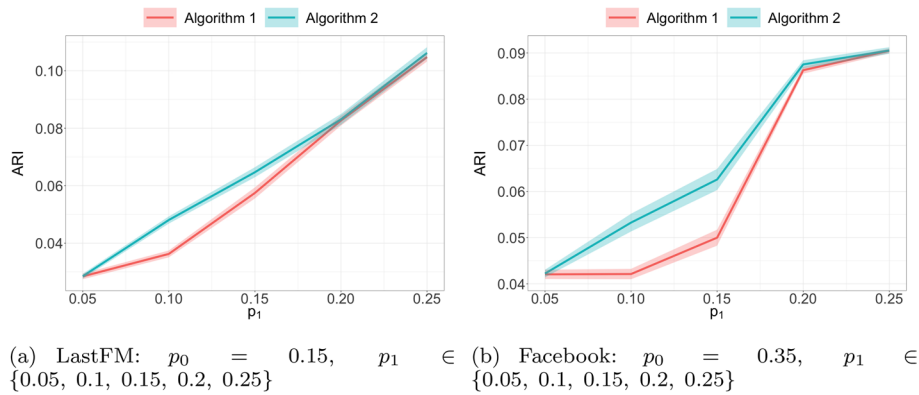 Algorithm 1 Algorithm 2
ARI
0.10
0.08
0.06
0.04
0.05 0.10 0.15 0.20 0.25
p₁
(a) LastFM: p₀ = 0.15, p₁ ∈
{0.05, 0.1, 0.15, 0.2, 0.25}
Algorithm 1 Algorithm 2
ARI
0.09
0.08
0.07
0.06
0.05
0.04
0.05 0.10 0.15 0.20 0.25
p₁
(b) Facebook: p₀ = 0.35, p₁ ∈
{0.05, 0.1, 0.15, 0.2, 0.25}